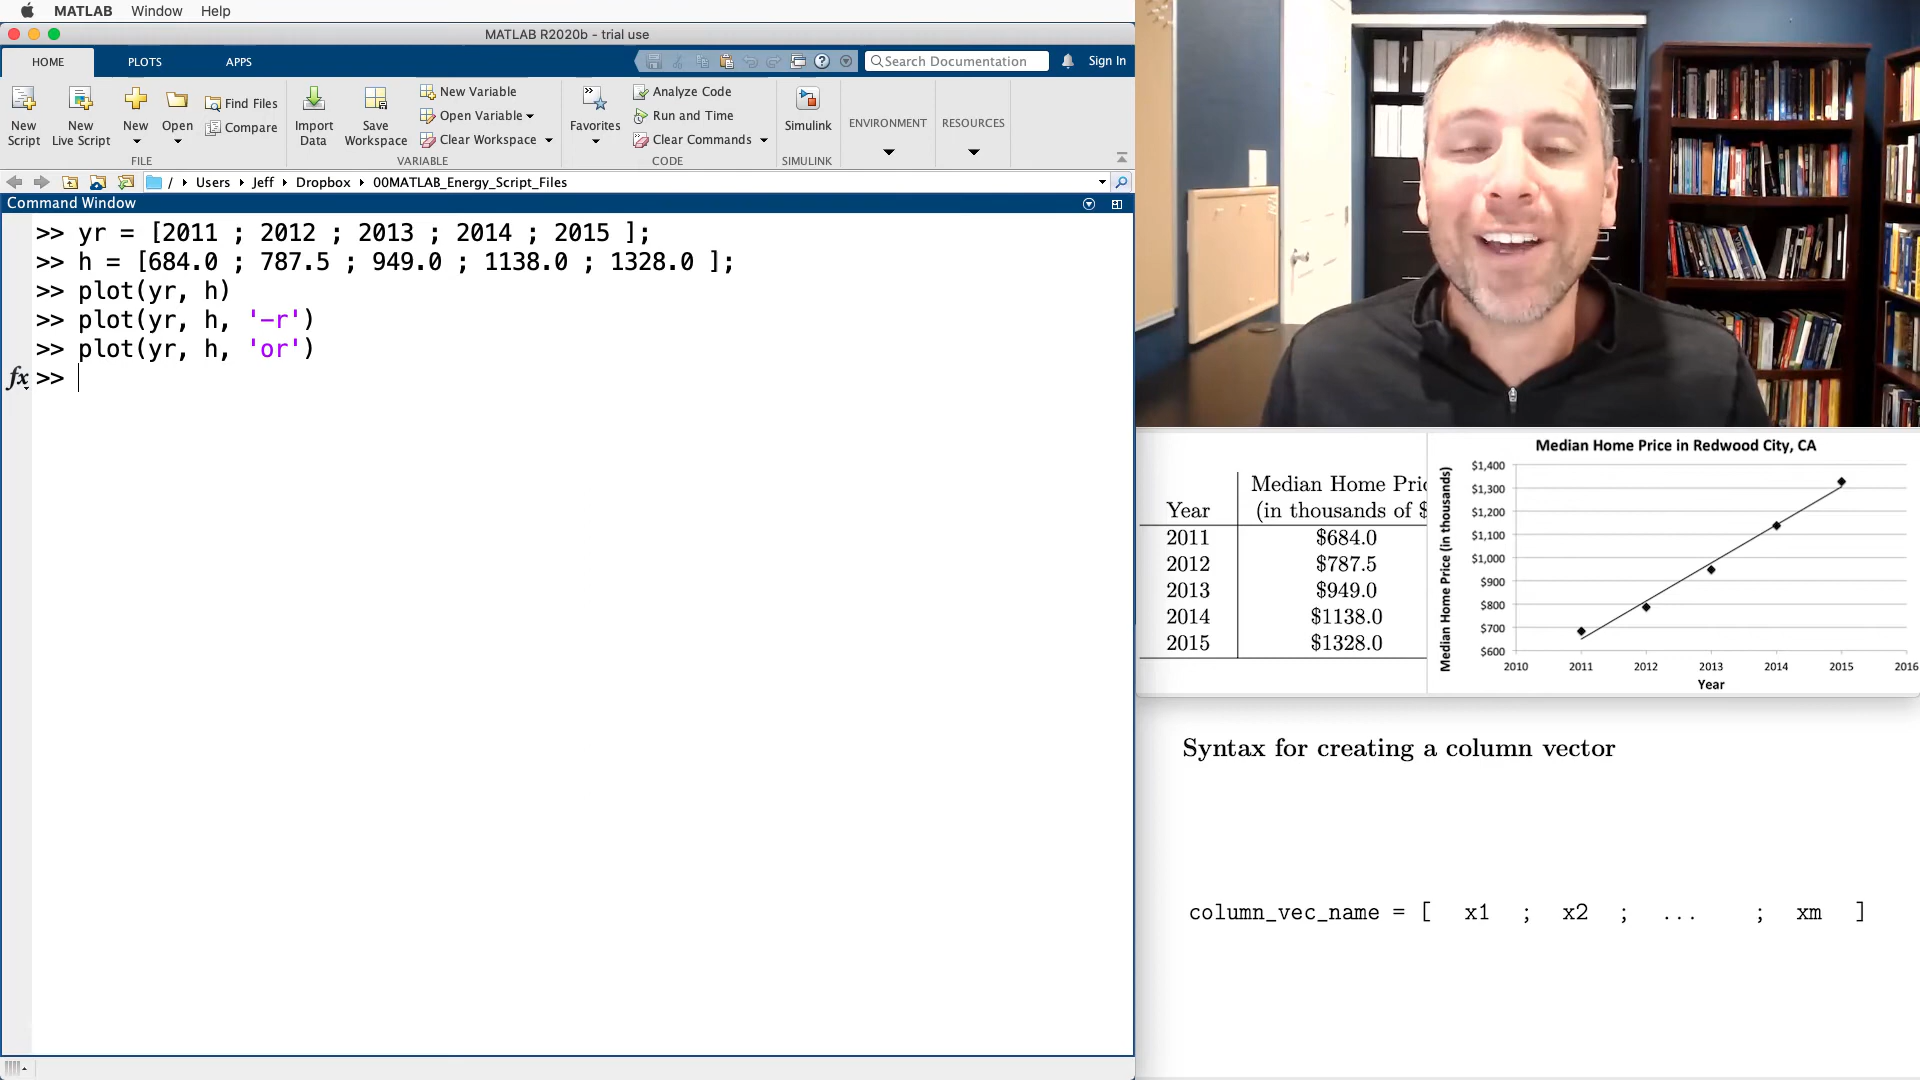 MATLAB Window Help
MATLAB R2020b - trial use
HOME PLOTS APPS
Search Documentation Sign In
New Script
New Live Script
New
Open
Find Files
Compare
FILE
Import Data
Save Workspace
New Variable
Open Variable
Clear Workspace
VARIABLE
Favorites
Analyze Code
Run and Time
Clear Commands
CODE
Simulink
SIMULINK
ENVIRONMENT
RESOURCES
/ Users Jeff Dropbox 00MATLAB_Energy_Script_Files
Command Window
>> yr = [2011 ; 2012 ; 2013 ; 2014 ; 2015 ];
>> h = [684.0 ; 787.5 ; 949.0 ; 1138.0 ; 1328.0 ];
>> plot(yr, h)
>> plot(yr, h, '-r')
>> plot(yr, h, 'or')
fx >>
Median Home Pric
Year (in thousands of $
2011 $684.0
2012 $787.5
2013 $949.0
2014 $1138.0
2015 $1328.0
Median Home Price in Redwood City, CA
Median Home Price (in thousands)
$1,400
$1,300
$1,200
$1,100
$1,000
$900
$800
$700
$600
2010 2011 2012 2013 2014 2015 2016
Year
Syntax for creating a column vector
column_vec_name = [ x1 ; x2 ; ... ; xm ]